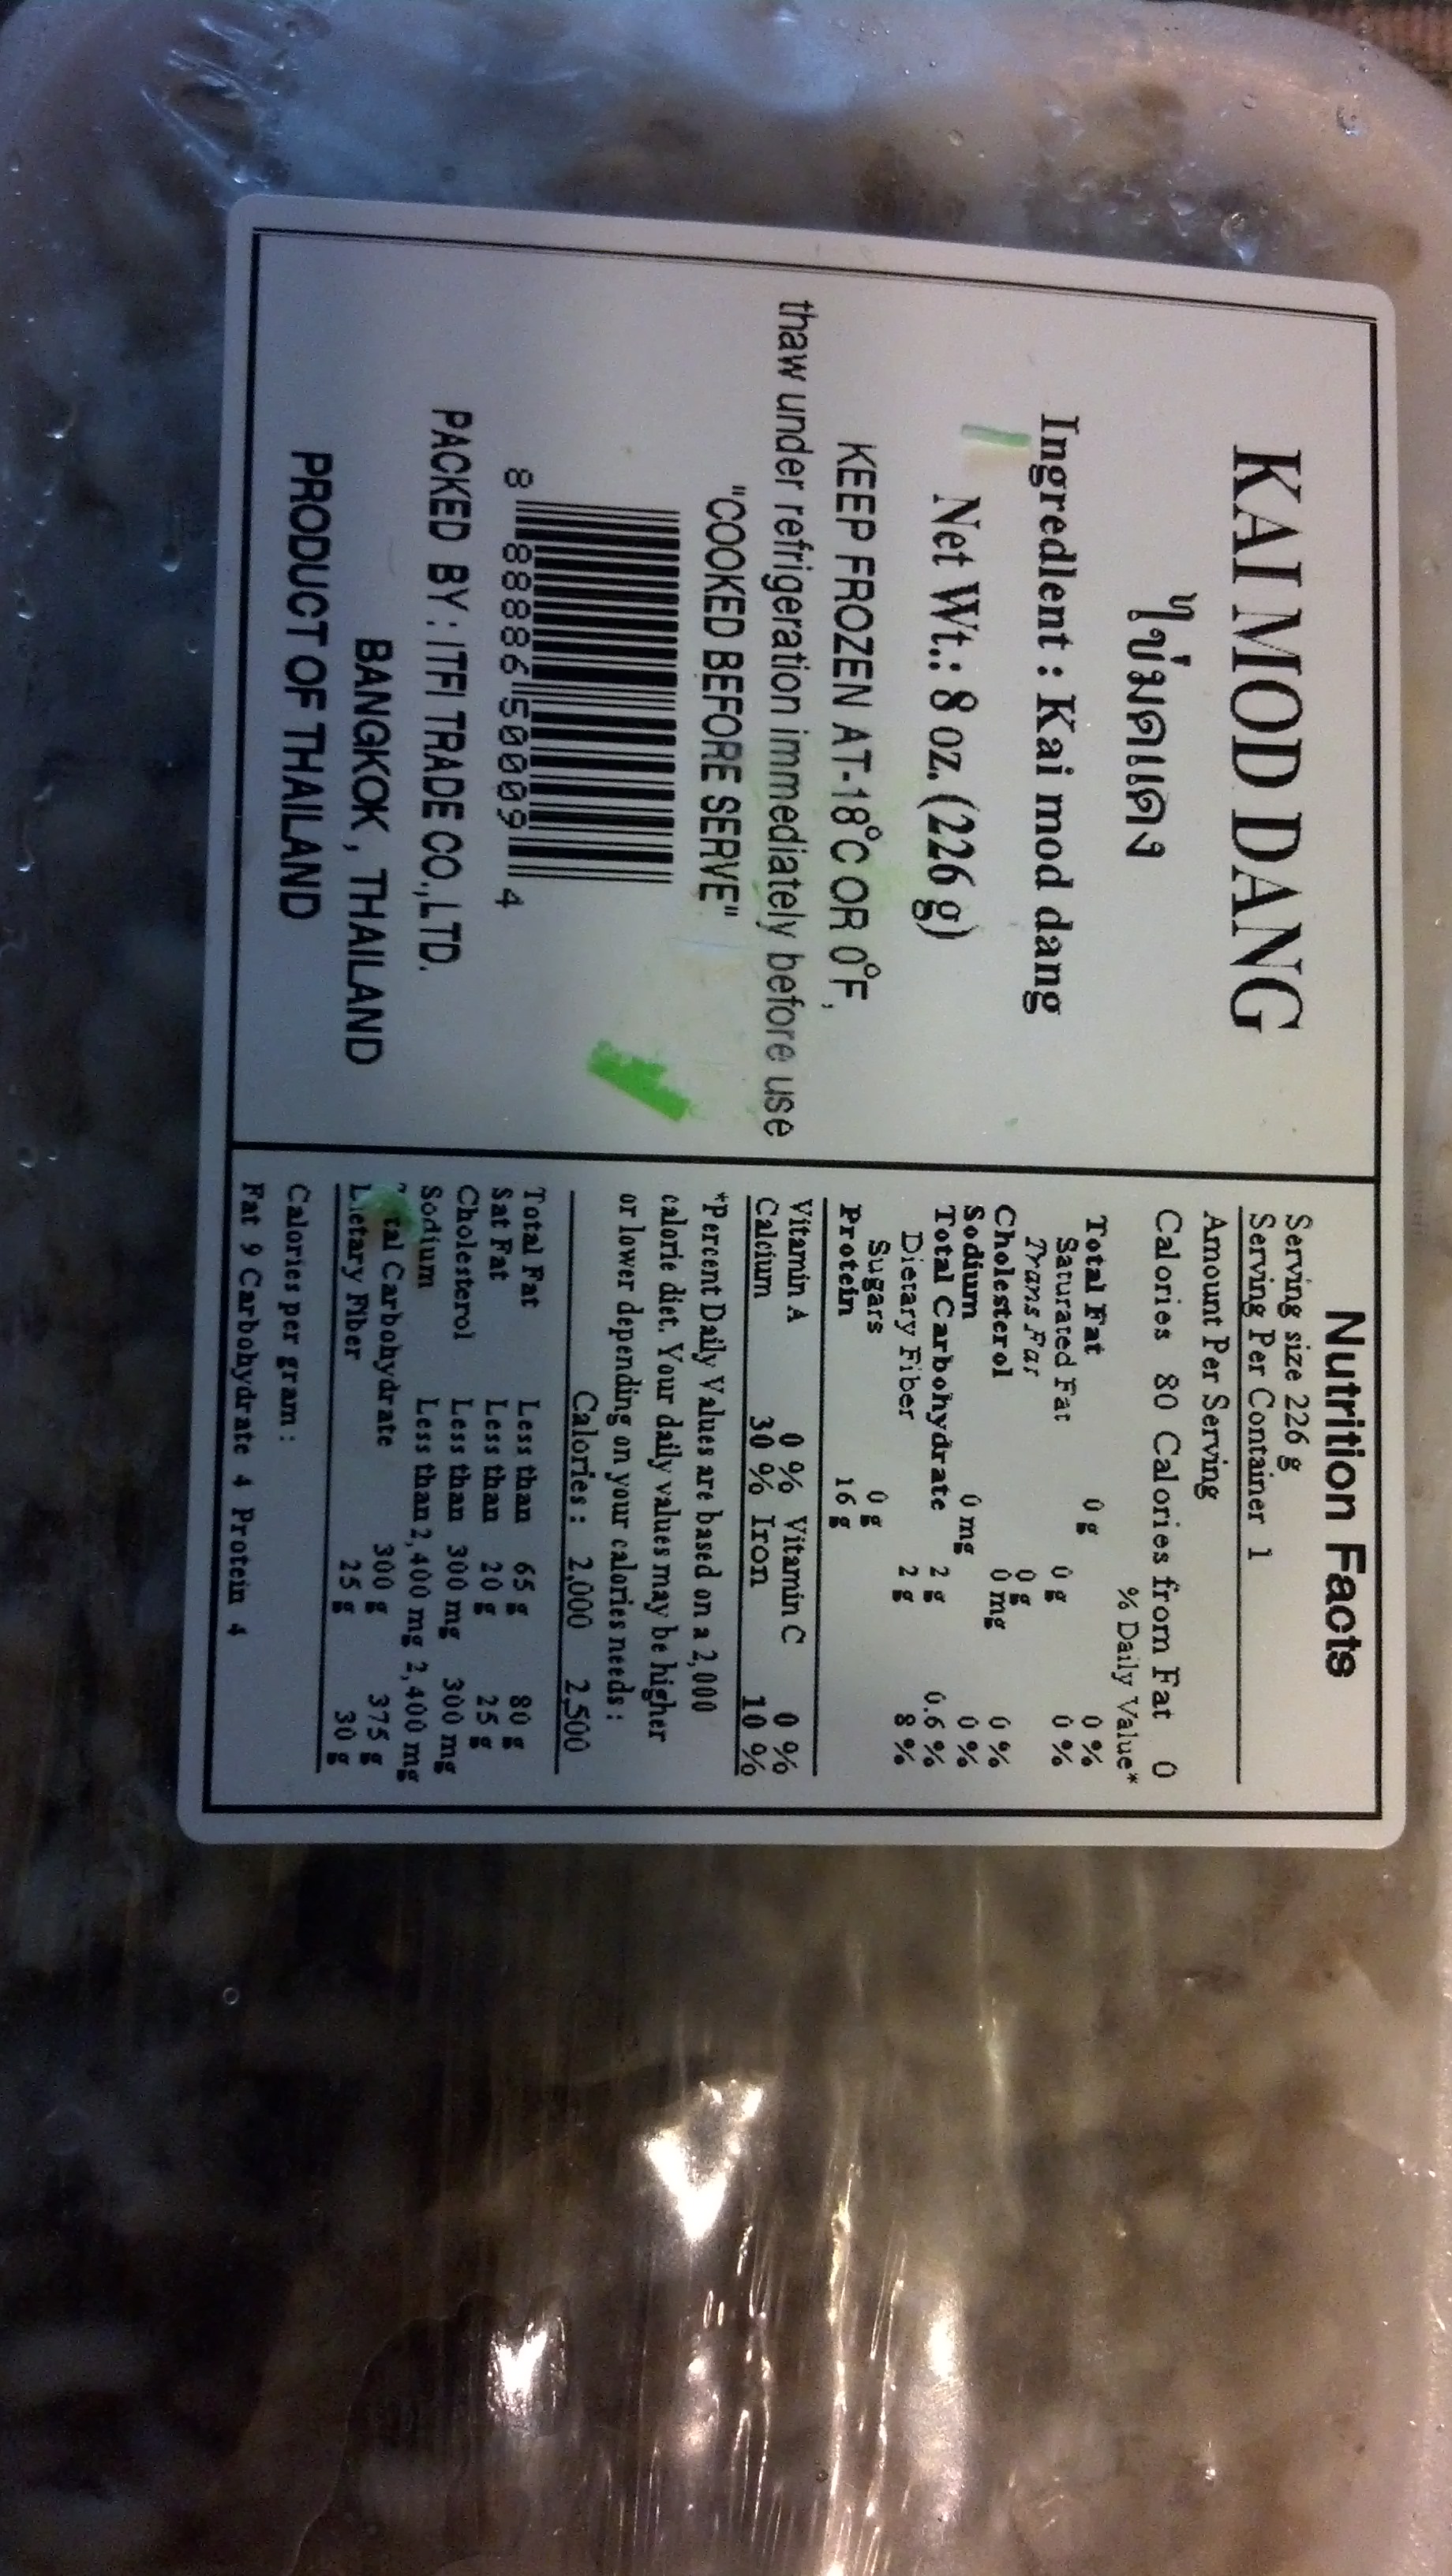 KAI MOD DANG
ไข่มดแดง
Ingredlent : Kai mod dang
Net Wt.: 8 oz. (226 g)
KEEP FROZEN AT-18°C OR 0°F,
thaw under refrigeration immediately before use
"COOKED BEFORE SERVE"
8 88886 50009 4
PACKED BY : ITFI TRADE CO.,LTD.
BANGKOK , THAILAND
PRODUCT OF THAILAND
Nutrition Facts
Serving size 226 g
Serving Per Container 1
Amount Per Serving
Calories 80 Calories from Fat 0
% Daily Value*
Total Fat 0 g 0 %
Saturated Fat 0 g 0 %
Trans Fat 0 g
Cholesterol 0 mg 0 %
Sodium 0 mg 0 %
Total Carbohydrate 2 g 0.6 %
Dietary Fiber 2 g 8 %
Sugars 0 g
Protein 16 g
Vitamin A 0 % Vitamin C 0 %
Calcium 30 % Iron 10 %
*Percent Daily Values are based on a 2,000
calorie diet. Your daily values may be higher
or lower depending on your calories needs :
Calories : 2,000 2,500
Total Fat Less than 65 g 80 g
Sat Fat Less than 20 g 25 g
Cholesterol Less than 300 mg 300 mg
Sodium Less than 2,400 mg 2,400 mg
Total Carbohydrate 300 g 375 g
Dietary Fiber 25 g 30 g
Calories per gram :
Fat 9 Carbohydrate 4 Protein 4